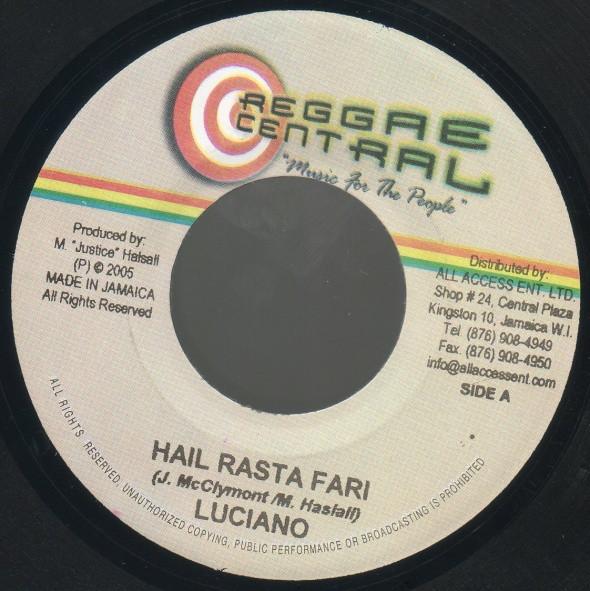 REGGAE
CENTRAL
"Music For The People"
Produced by:
M. "Justice" Haslall
(P) © 2005
MADE IN JAMAICA
All Rights Reserved
Distributed by:
ALL ACCESS ENT. LTD.
Shop # 24, Central Plaza
Kingston 10, Jamaica W.I.
Tel (876) 908-4949
Fax. (876) 908-4950
info@allaccessent.com
SIDE A
HAIL RASTA FARI
(J. McClymont /M. Haslall)
LUCIANO
ALL RIGHTS RESERVED. UNAUTHORIZED COPYING, PUBLIC PERFORMANCE OR BROADCASTING IS PROHIBITED